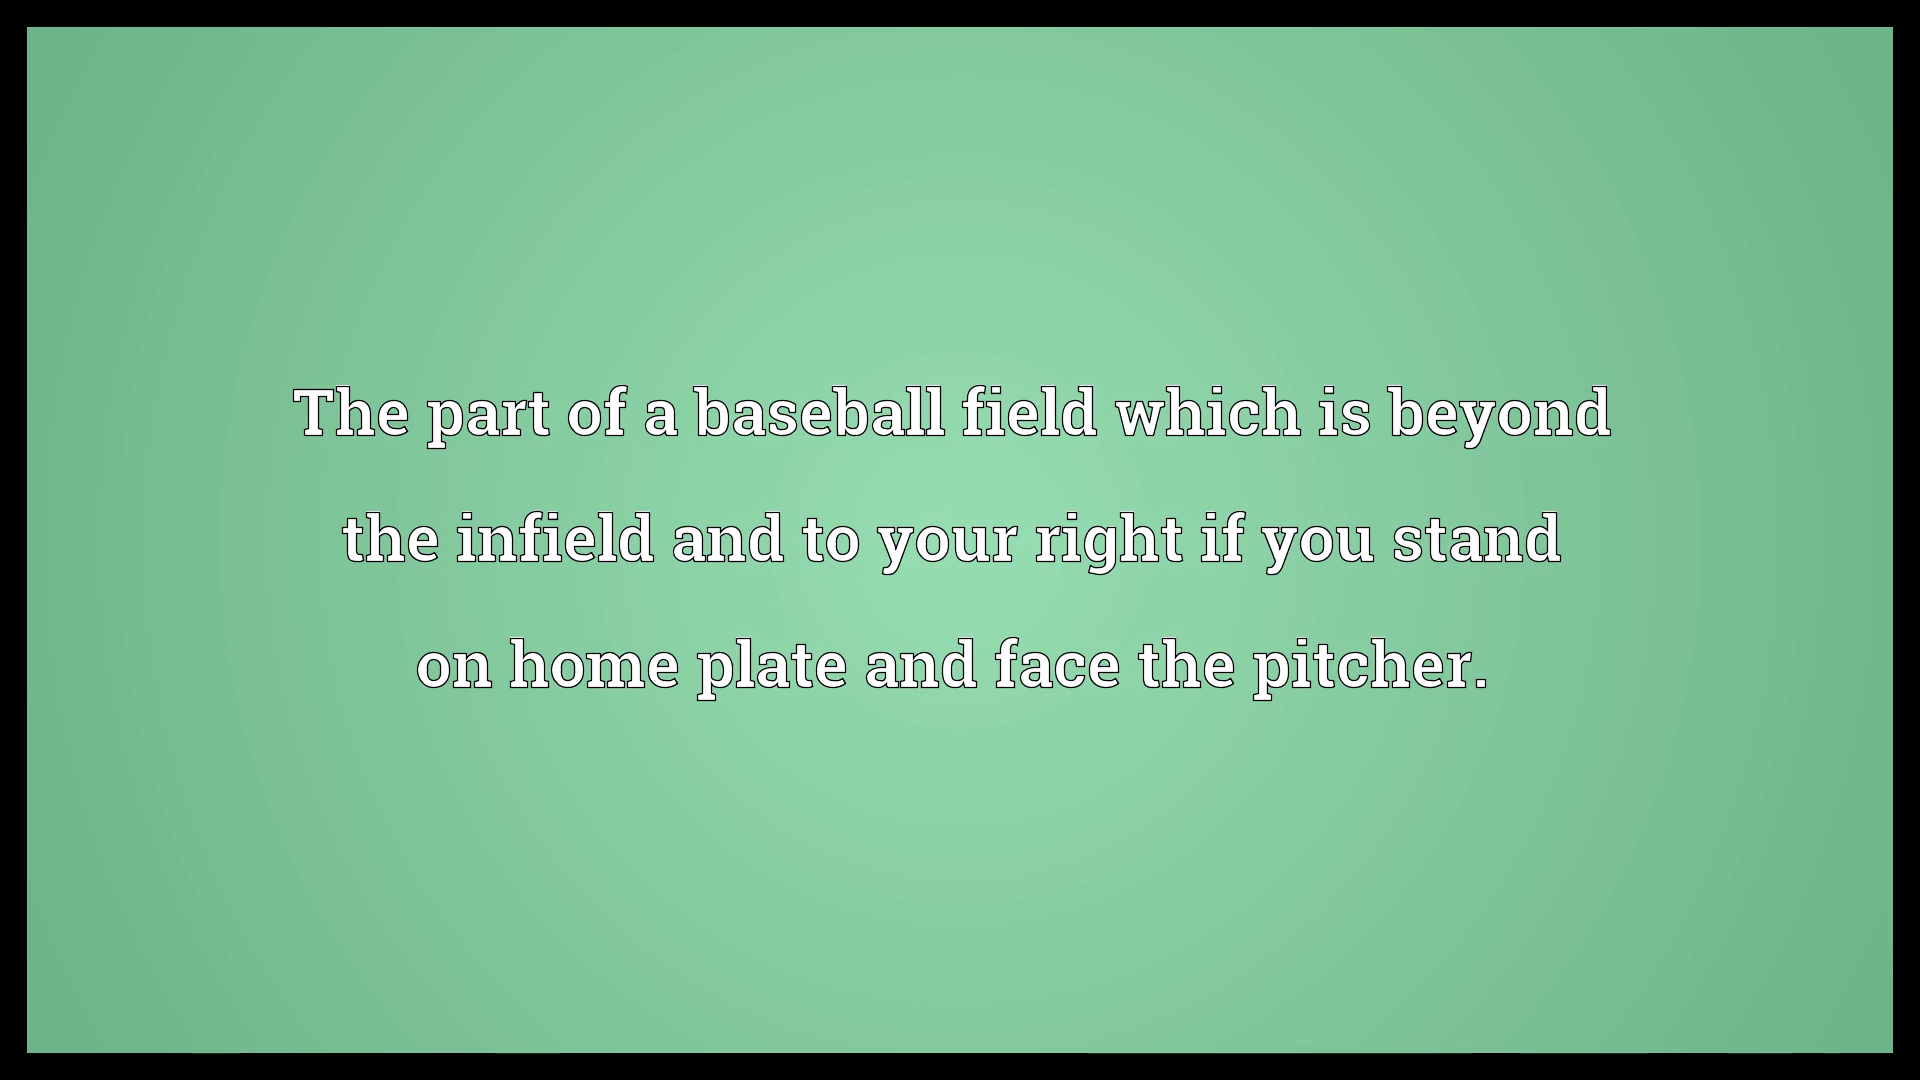 The part of a baseball field which is beyond
the infield and to your right if you stand
on home plate and face the pitcher.